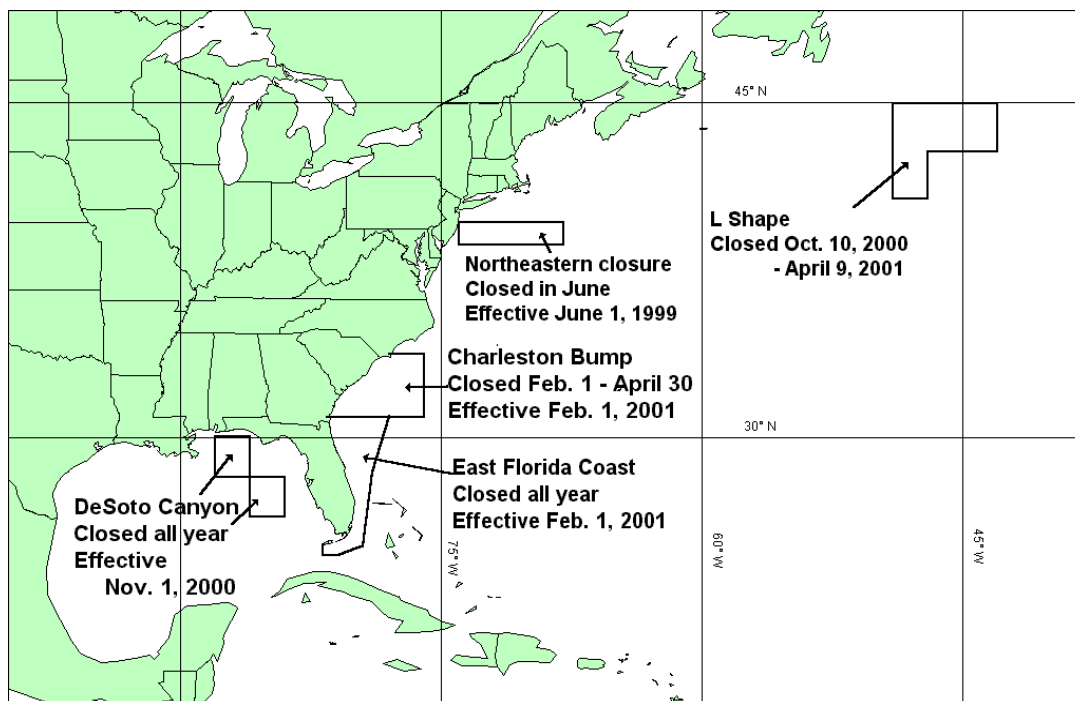 45° N
L Shape
Closed Oct. 10, 2000
- April 9, 2001
Northeastern closure
Closed in June
Effective June 1, 1999
Charleston Bump
Closed Feb. 1 - April 30
Effective Feb. 1, 2001
30° N
East Florida Coast
Closed all year
Effective Feb. 1, 2001
DeSoto Canyon
Closed all year
Effective
Nov. 1, 2000
75° W
60° W
45° W